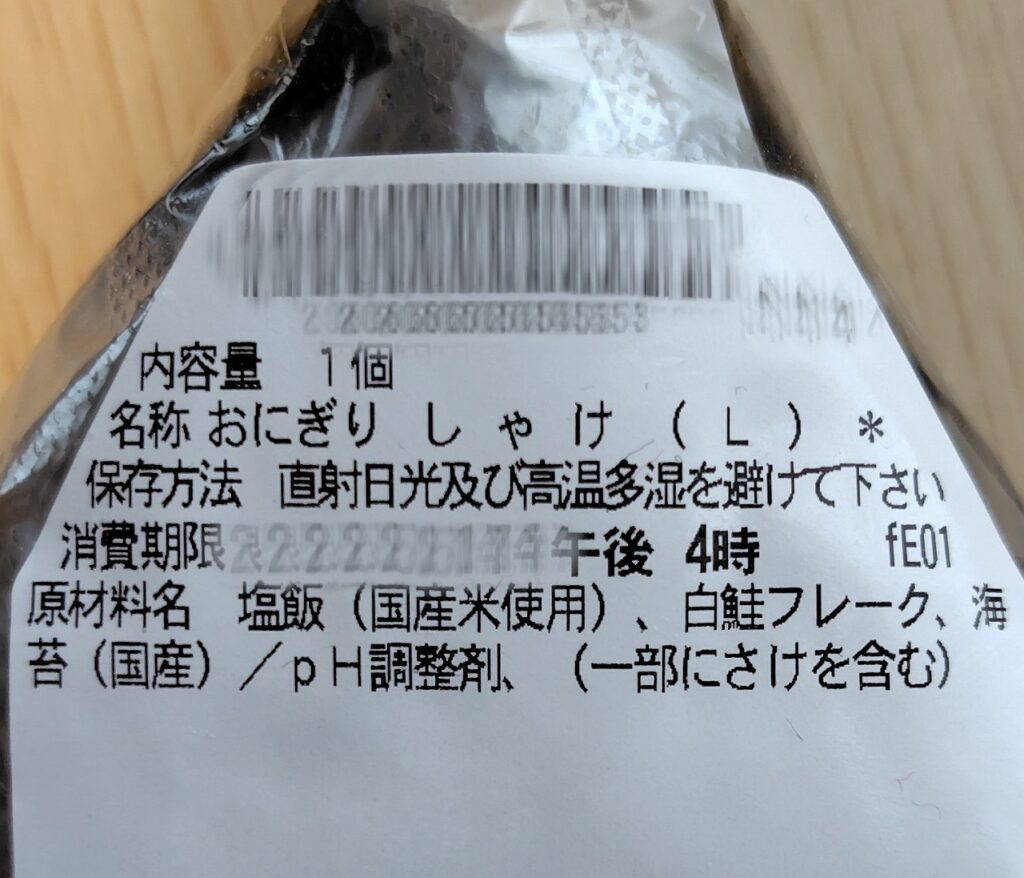 内容量　1個
名称 おにぎり しゃけ（L）＊
保存方法　直射日光及び高温多湿を避けて下さい
消費期限 午後 4時 fE01
原材料名　塩飯（国産米使用）、白鮭フレーク、海
苔（国産）／pH調整剤、（一部にさけを含む）